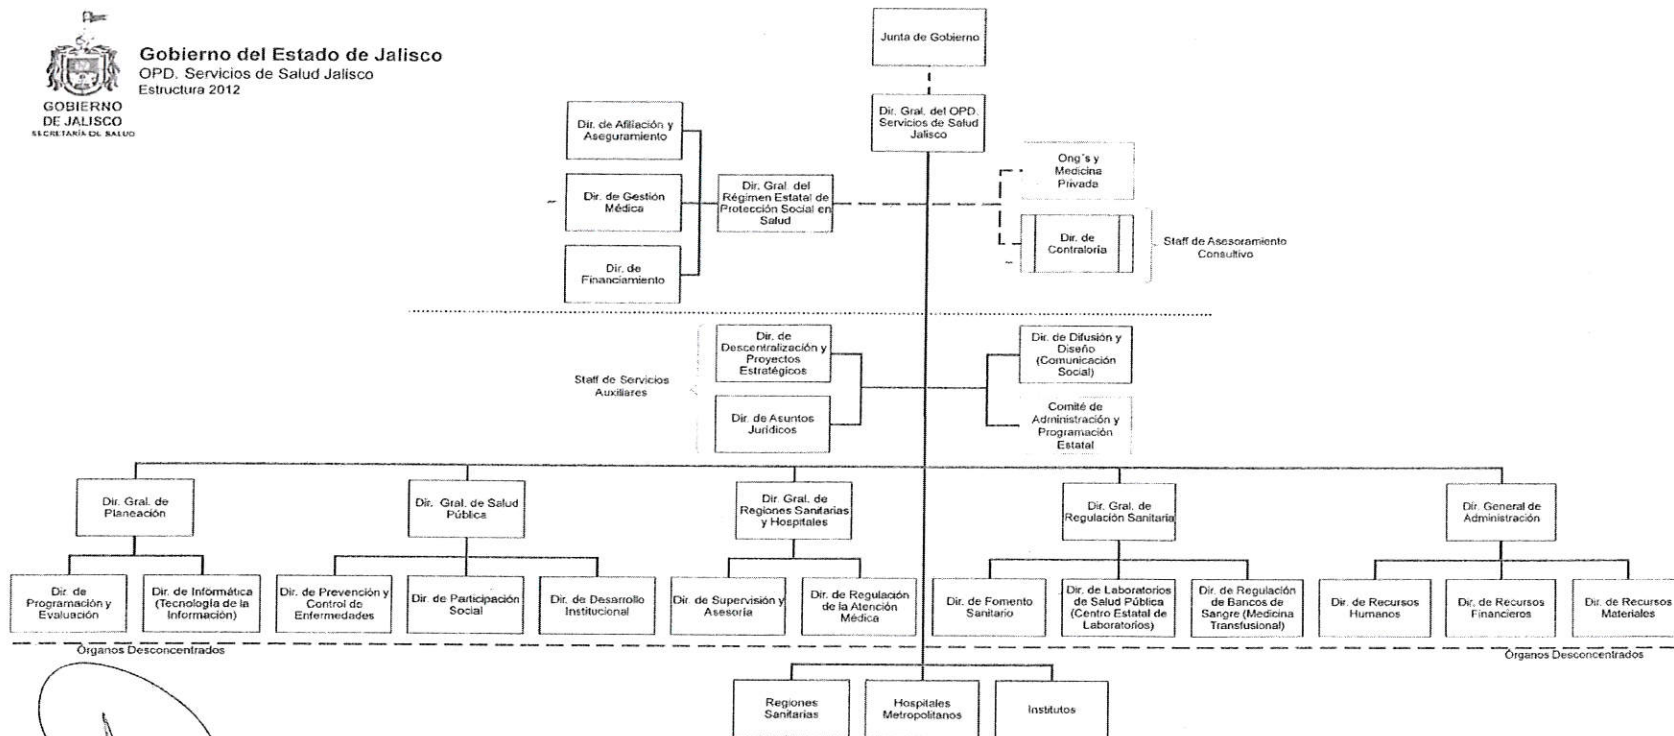 Gobierno del Estado de Jalisco
OPD. Servicios de Salud Jalisco
Estructura 2012
GOBIERNO
DE JALISCO
SECRETARÍA DE SALUD
Junta de Gobierno
Dir. Gral. del OPD.
Servicios de Salud
Jalisco
Dir. de Afiliación y
Aseguramiento
Dir. de Gestión
Médica
Dir. de
Financiamiento
Dir. Gral. del
Régimen Estatal de
Protección Social en
Salud
Ong´s y
Medicina
Privada
Dir. de
Contraloría
Staff de Asesoramiento
Consultivo
Staff de Servicios
Auxiliares
Dir. de
Descentralización y
Proyectos
Estratégicos
Dir. de Asuntos
Jurídicos
Dir. de Difusión y
Diseño
(Comunicación
Social)
Comité de
Administración y
Programación
Estatal
Dir. Gral. de
Planeación
Dir. Gral. de Salud
Pública
Dir. Gral. de
Regiones Sanitarias
y Hospitales
Dir. Gral. de
Regulación Sanitaria
Dir. General de
Administración
Dir. de
Programación y
Evaluación
Dir. de Informática
(Tecnología de la
Información)
Dir. de Prevención y
Control de
Enfermedades
Dir. de Participación
Social
Dir. de Desarrollo
Institucional
Dir. de Supervisión y
Asesoría
Dir. de Regulación
de la Atención
Médica
Dir. de Fomento
Sanitario
Dir. de Laboratorios
de Salud Pública
(Centro Estatal de
Laboratorios)
Dir. de Regulación
de Bancos de
Sangre (Medicina
Transfusional)
Dir. de Recursos
Humanos
Dir. de Recursos
Financieros
Dir. de Recursos
Materiales
Órganos Desconcentrados
Órganos Desconcentrados
Regiones
Sanitarias
Hospitales
Metropolitanos
Institutos